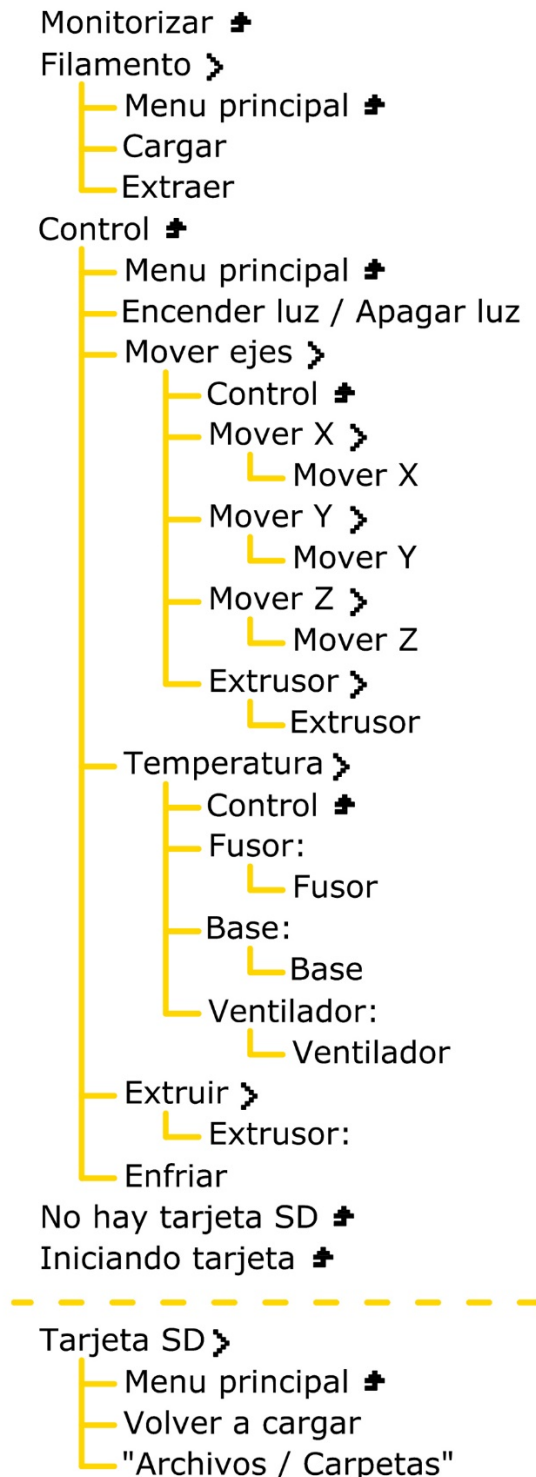 Monitorizar
Filamento
Menu principal
Cargar
Extraer
Control
Menu principal
Encender luz / Apagar luz
Mover ejes
Control
Mover X
Mover X
Mover Y
Mover Y
Mover Z
Mover Z
Extrusor
Extrusor
Temperatura
Control
Fusor:
Fusor
Base:
Base
Ventilador:
Ventilador
Extruir
Extrusor:
Enfriar
No hay tarjeta SD
Iniciando tarjeta
Tarjeta SD
Menu principal
Volver a cargar
"Archivos / Carpetas"